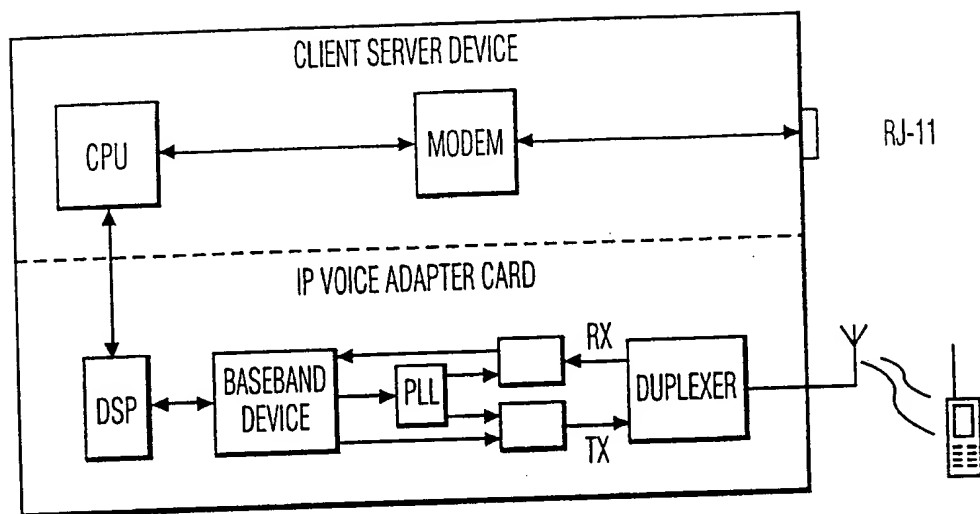 CLIENT SERVER DEVICE
CPU
MODEM
RJ-11
IP VOICE ADAPTER CARD
DSP
BASEBAND
DEVICE
PLL
RX
TX
DUPLEXER